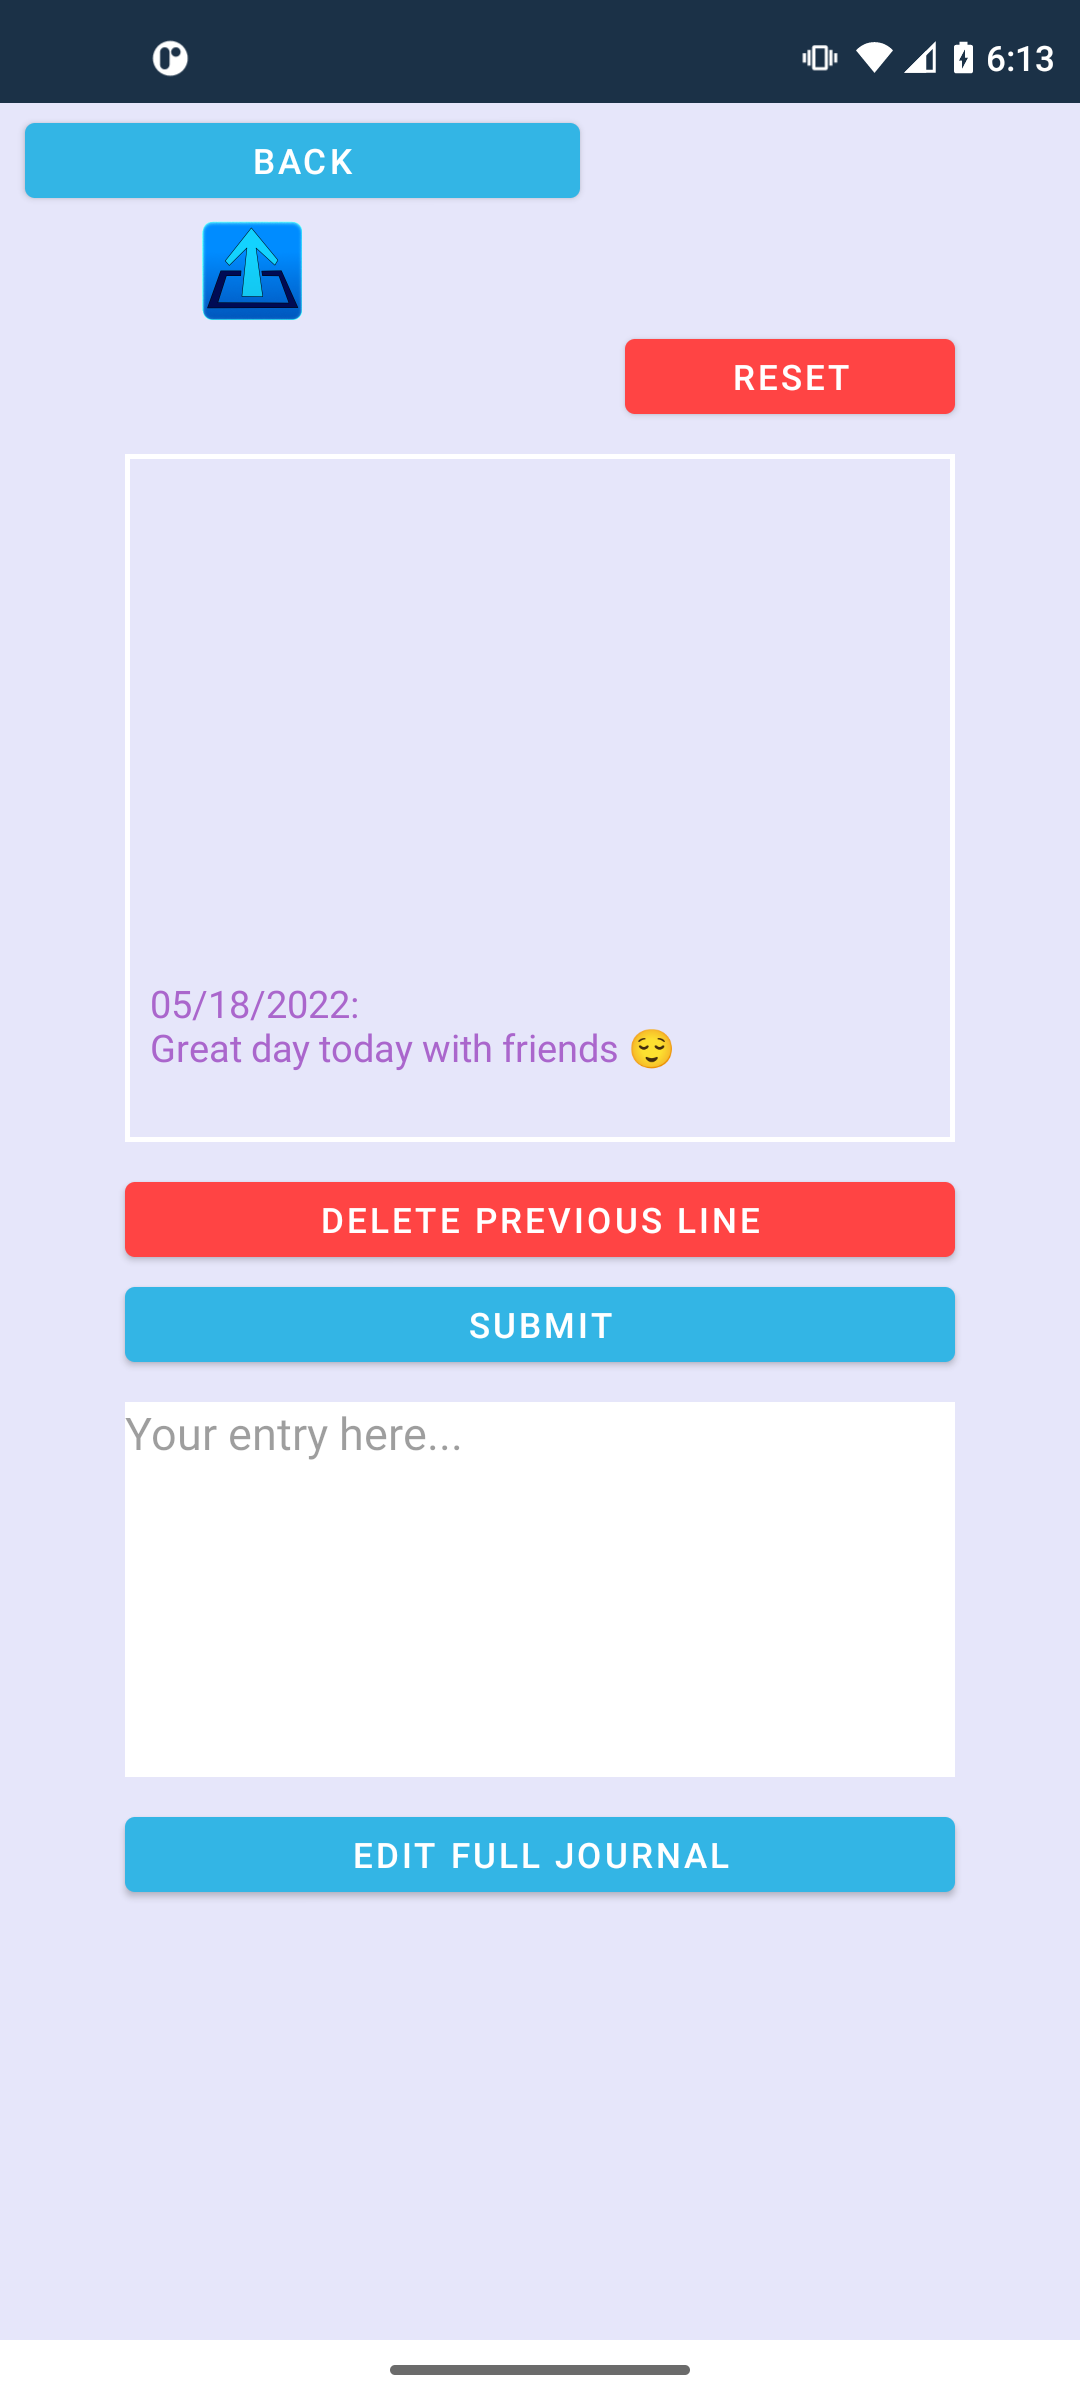 6:13
BACK
RESET
05/18/2022:
Great day today with friends 😌
DELETE PREVIOUS LINE
SUBMIT
Your entry here...
EDIT FULL JOURNAL